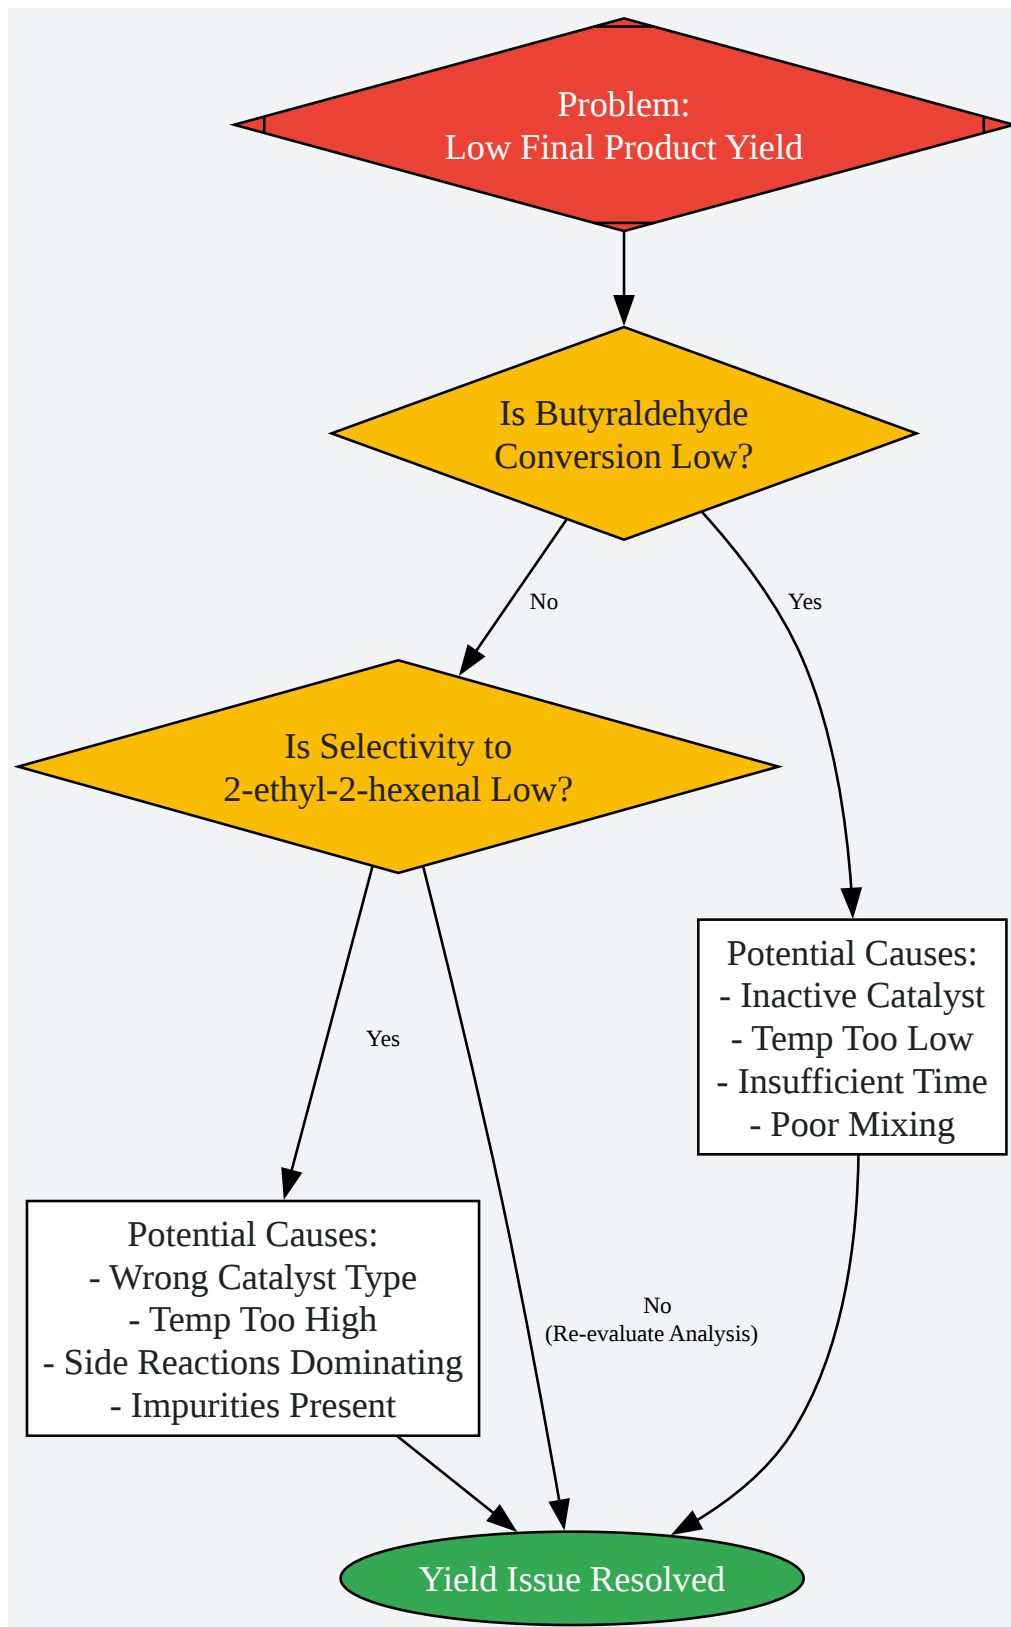 Problem:
Low Final Product Yield
Is Butyraldehyde
Conversion Low?
No
Yes
Is Selectivity to
2-ethyl-2-hexenal Low?
Potential Causes:
- Inactive Catalyst
- Temp Too Low
- Insufficient Time
- Poor Mixing
Yes
Potential Causes:
- Wrong Catalyst Type
- Temp Too High
- Side Reactions Dominating
- Impurities Present
No
(Re-evaluate Analysis)
Yield Issue Resolved